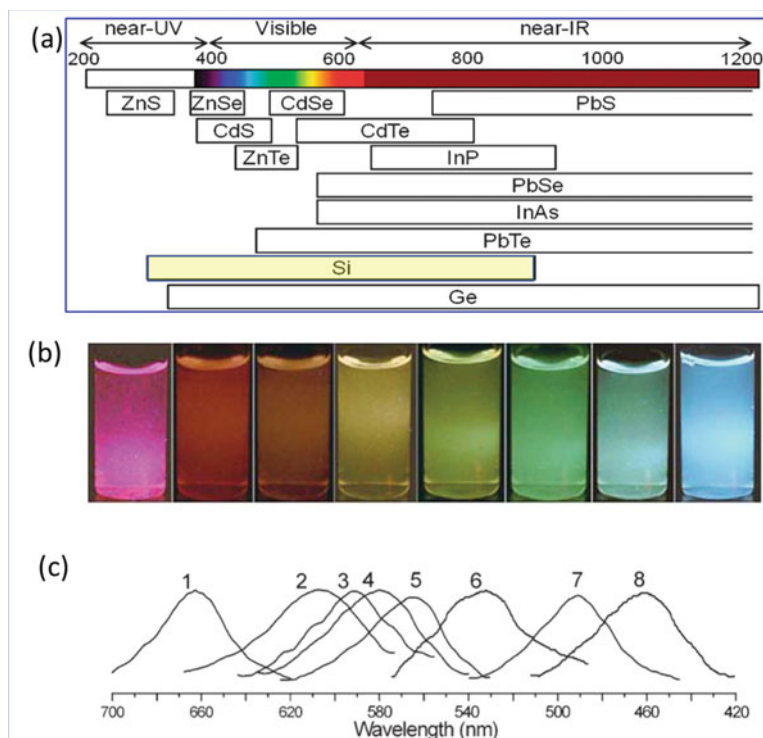 (a)
near-UV Visible near-IR
200 400 600 800 1000 1200
ZnS ZnSe CdSe PbS
CdS CdTe
ZnTe InP
PbSe
InAs
PbTe
Si
Ge
(b)
(c)
1 2 3 4 5 6 7 8
700 660 620 580 540 500 460 420
Wavelength (nm)